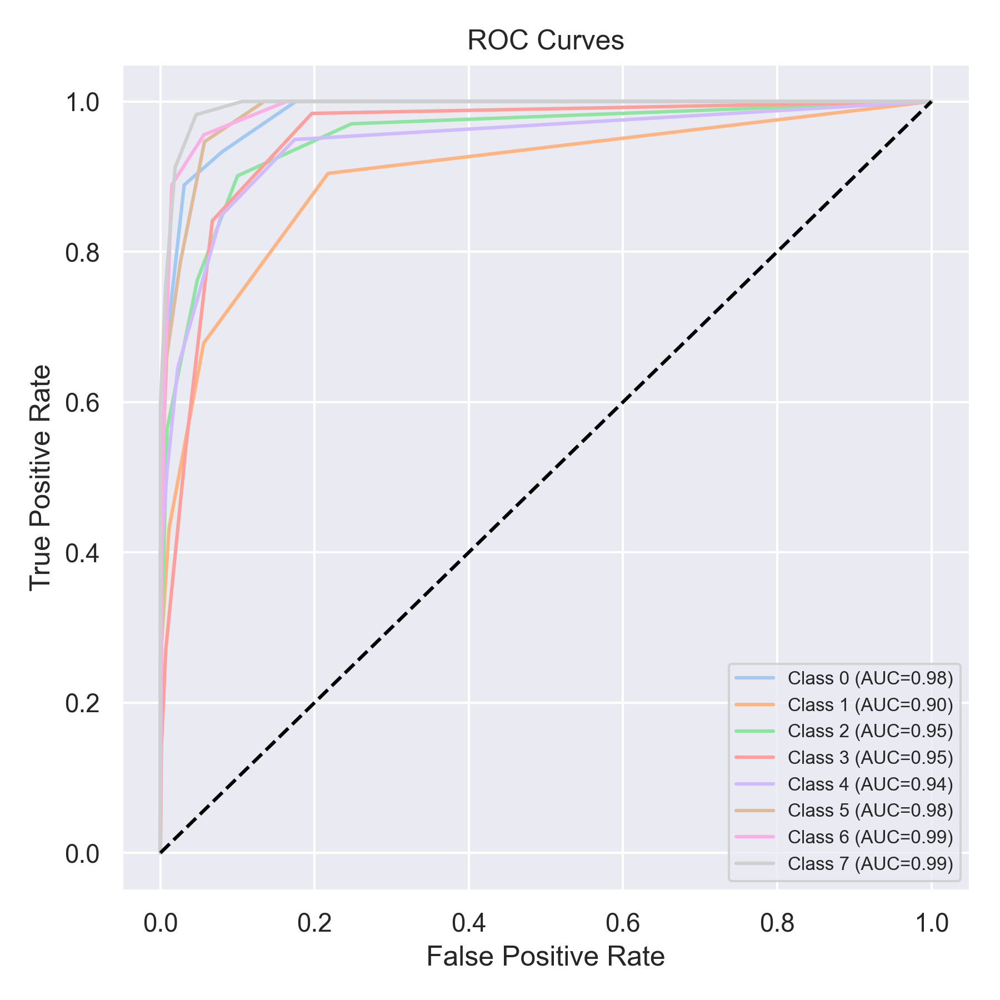 ROC Curves
True Positive Rate
1.0
0.8
0.6
0.4
0.2
0.0
Class 0 (AUC=0.98)
Class 1 (AUC=0.90)
Class 2 (AUC=0.95)
Class 3 (AUC=0.95)
Class 4 (AUC=0.94)
Class 5 (AUC=0.98)
Class 6 (AUC=0.99)
Class 7 (AUC=0.99)
0.0 0.2 0.4 0.6 0.8 1.0
False Positive Rate